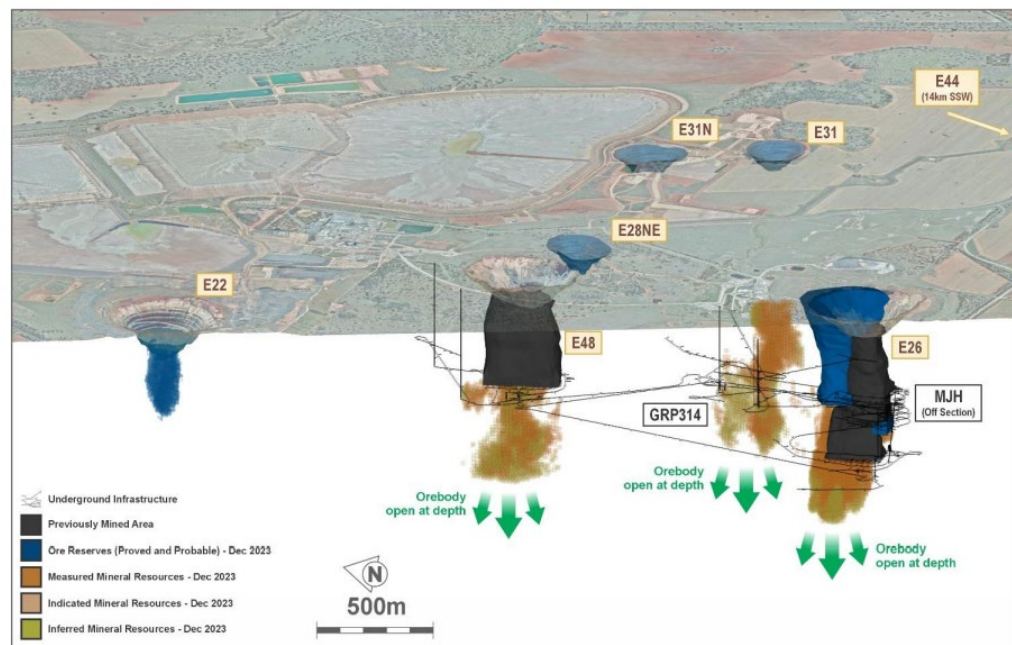 E44
(14km SSW)
E31N
E31
E28NE
E22
E48
E26
GRP314
MJH
(Off Section)
Orebody
open at depth
Orebody
open at depth
Orebody
open at depth
Underground Infrastructure
Previously Mined Area
Ore Reserves (Proved and Probable) - Dec 2023
Measured Mineral Resources - Dec 2023
Indicated Mineral Resources - Dec 2023
Inferred Mineral Resources - Dec 2023
N
500m